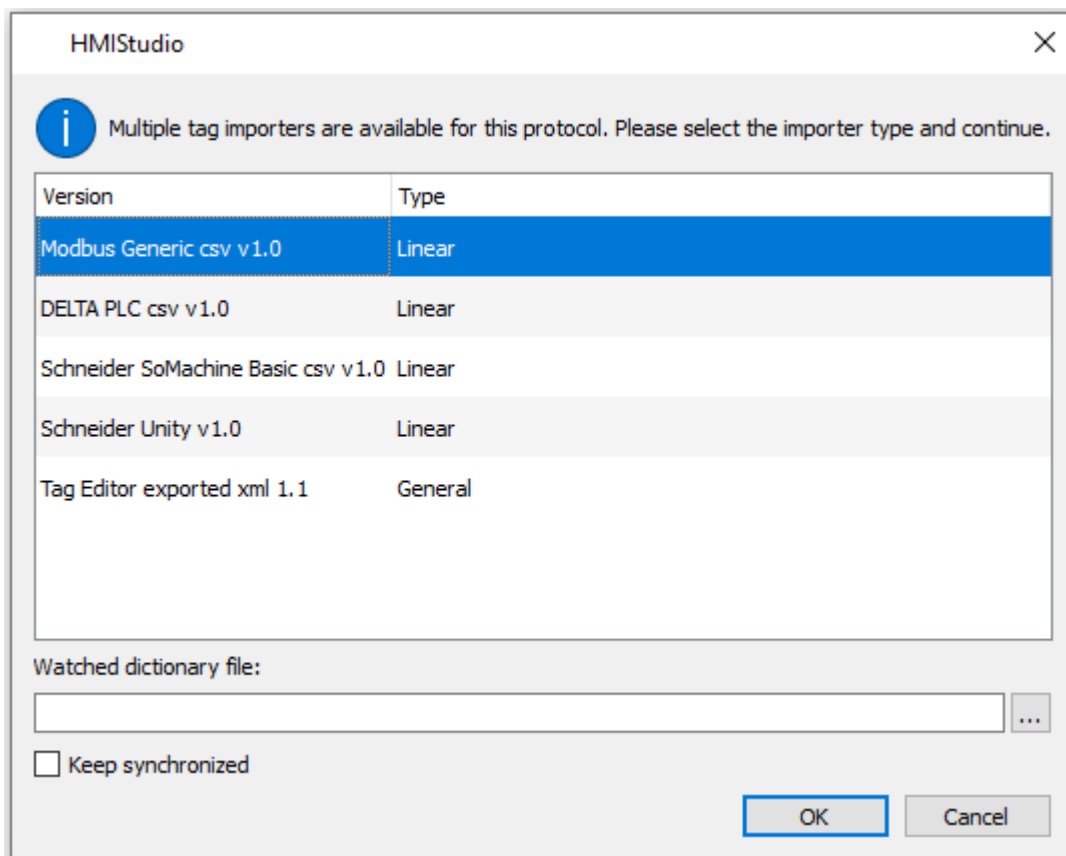 HMIStudio
Multiple tag importers are available for this protocol. Please select the importer type and continue.
Version Type
Modbus Generic csv v1.0 Linear
DELTA PLC csv v1.0 Linear
Schneider SoMachine Basic csv v1.0 Linear
Schneider Unity v1.0 Linear
Tag Editor exported xml 1.1 General
Watched dictionary file:
...
Keep synchronized
OK Cancel